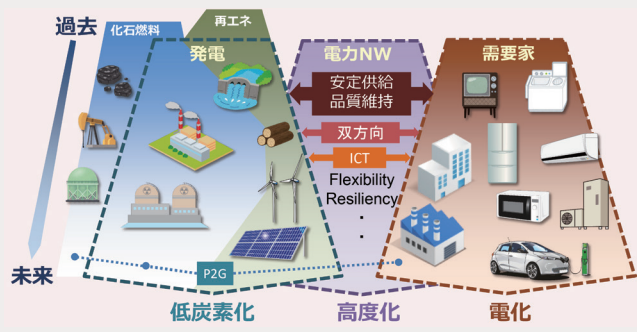 過去
化石燃料
再エネ
発電
電力NW
需要家
安定供給
品質維持
双方向
ICT
Flexibility
Resiliency
・
・
未来
P2G
低炭素化
高度化
電化